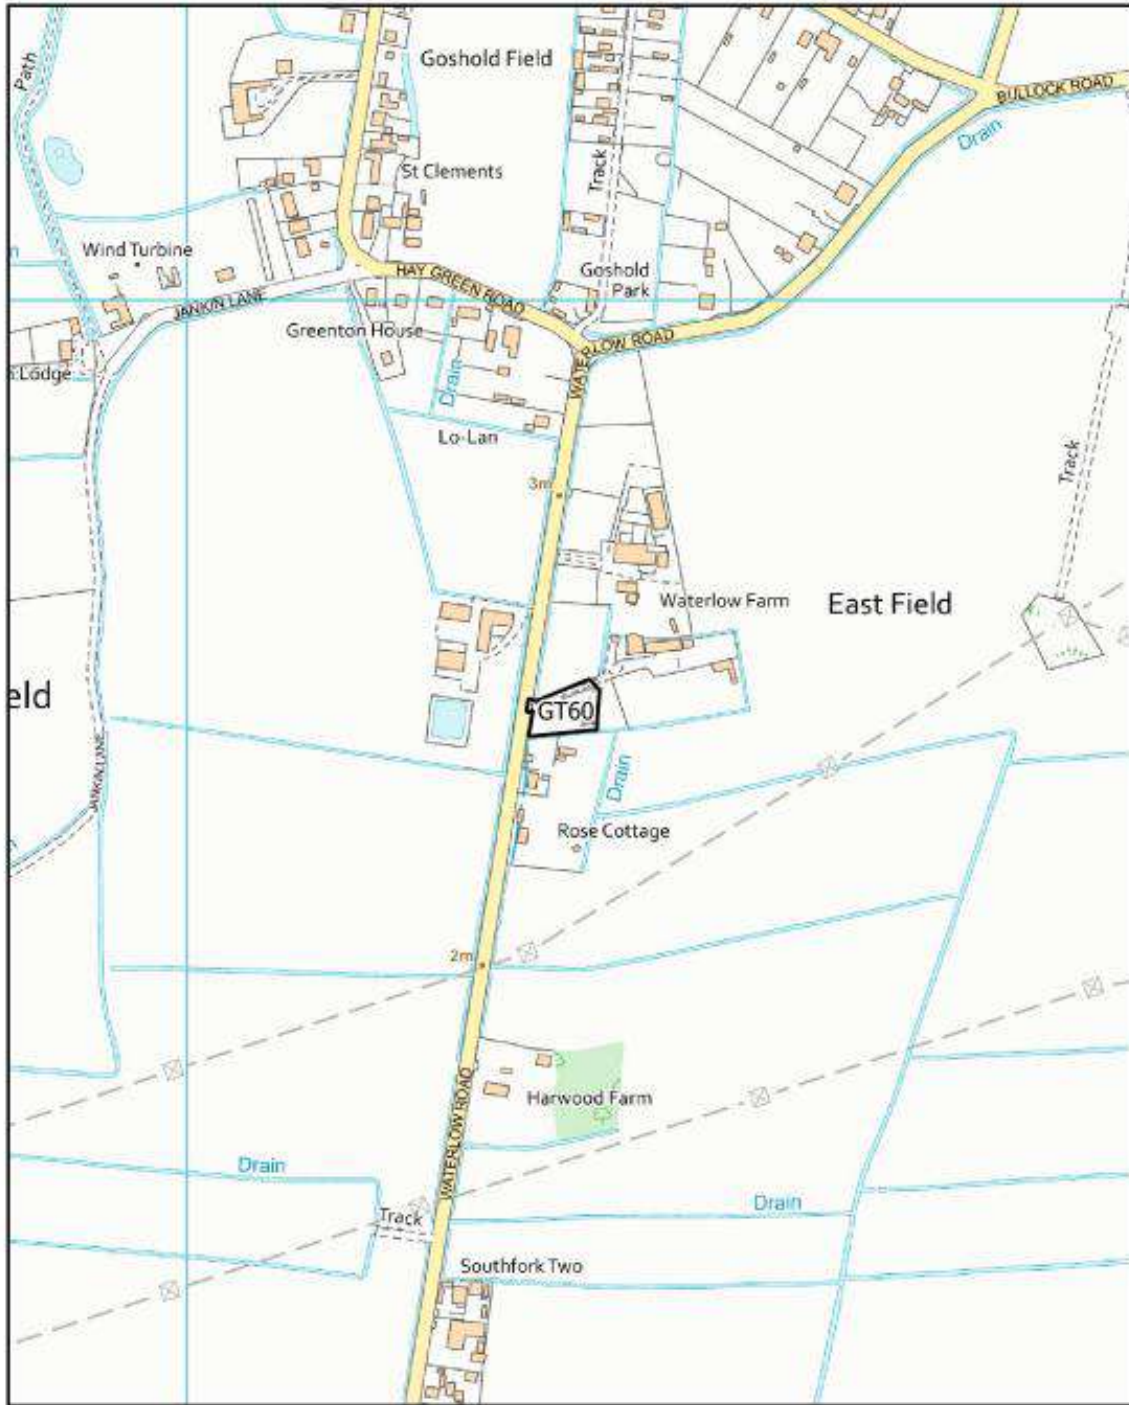 Path
Goshold Field
BULLOCK ROAD
Drain
Track
St Clements
Wind Turbine
HAY GREEN ROAD
Goshold
Park
JANKIN LANE
Greenton House
WATERLOW ROAD
Lodge
Drain
Lo-Lan
Track
3m
Waterlow Farm
East Field
eld
GT60
JANKIN LANE
Drain
Rose Cottage
2m
WATERLOW ROAD
Harwood Farm
Drain
Drain
Track
Southfork Two